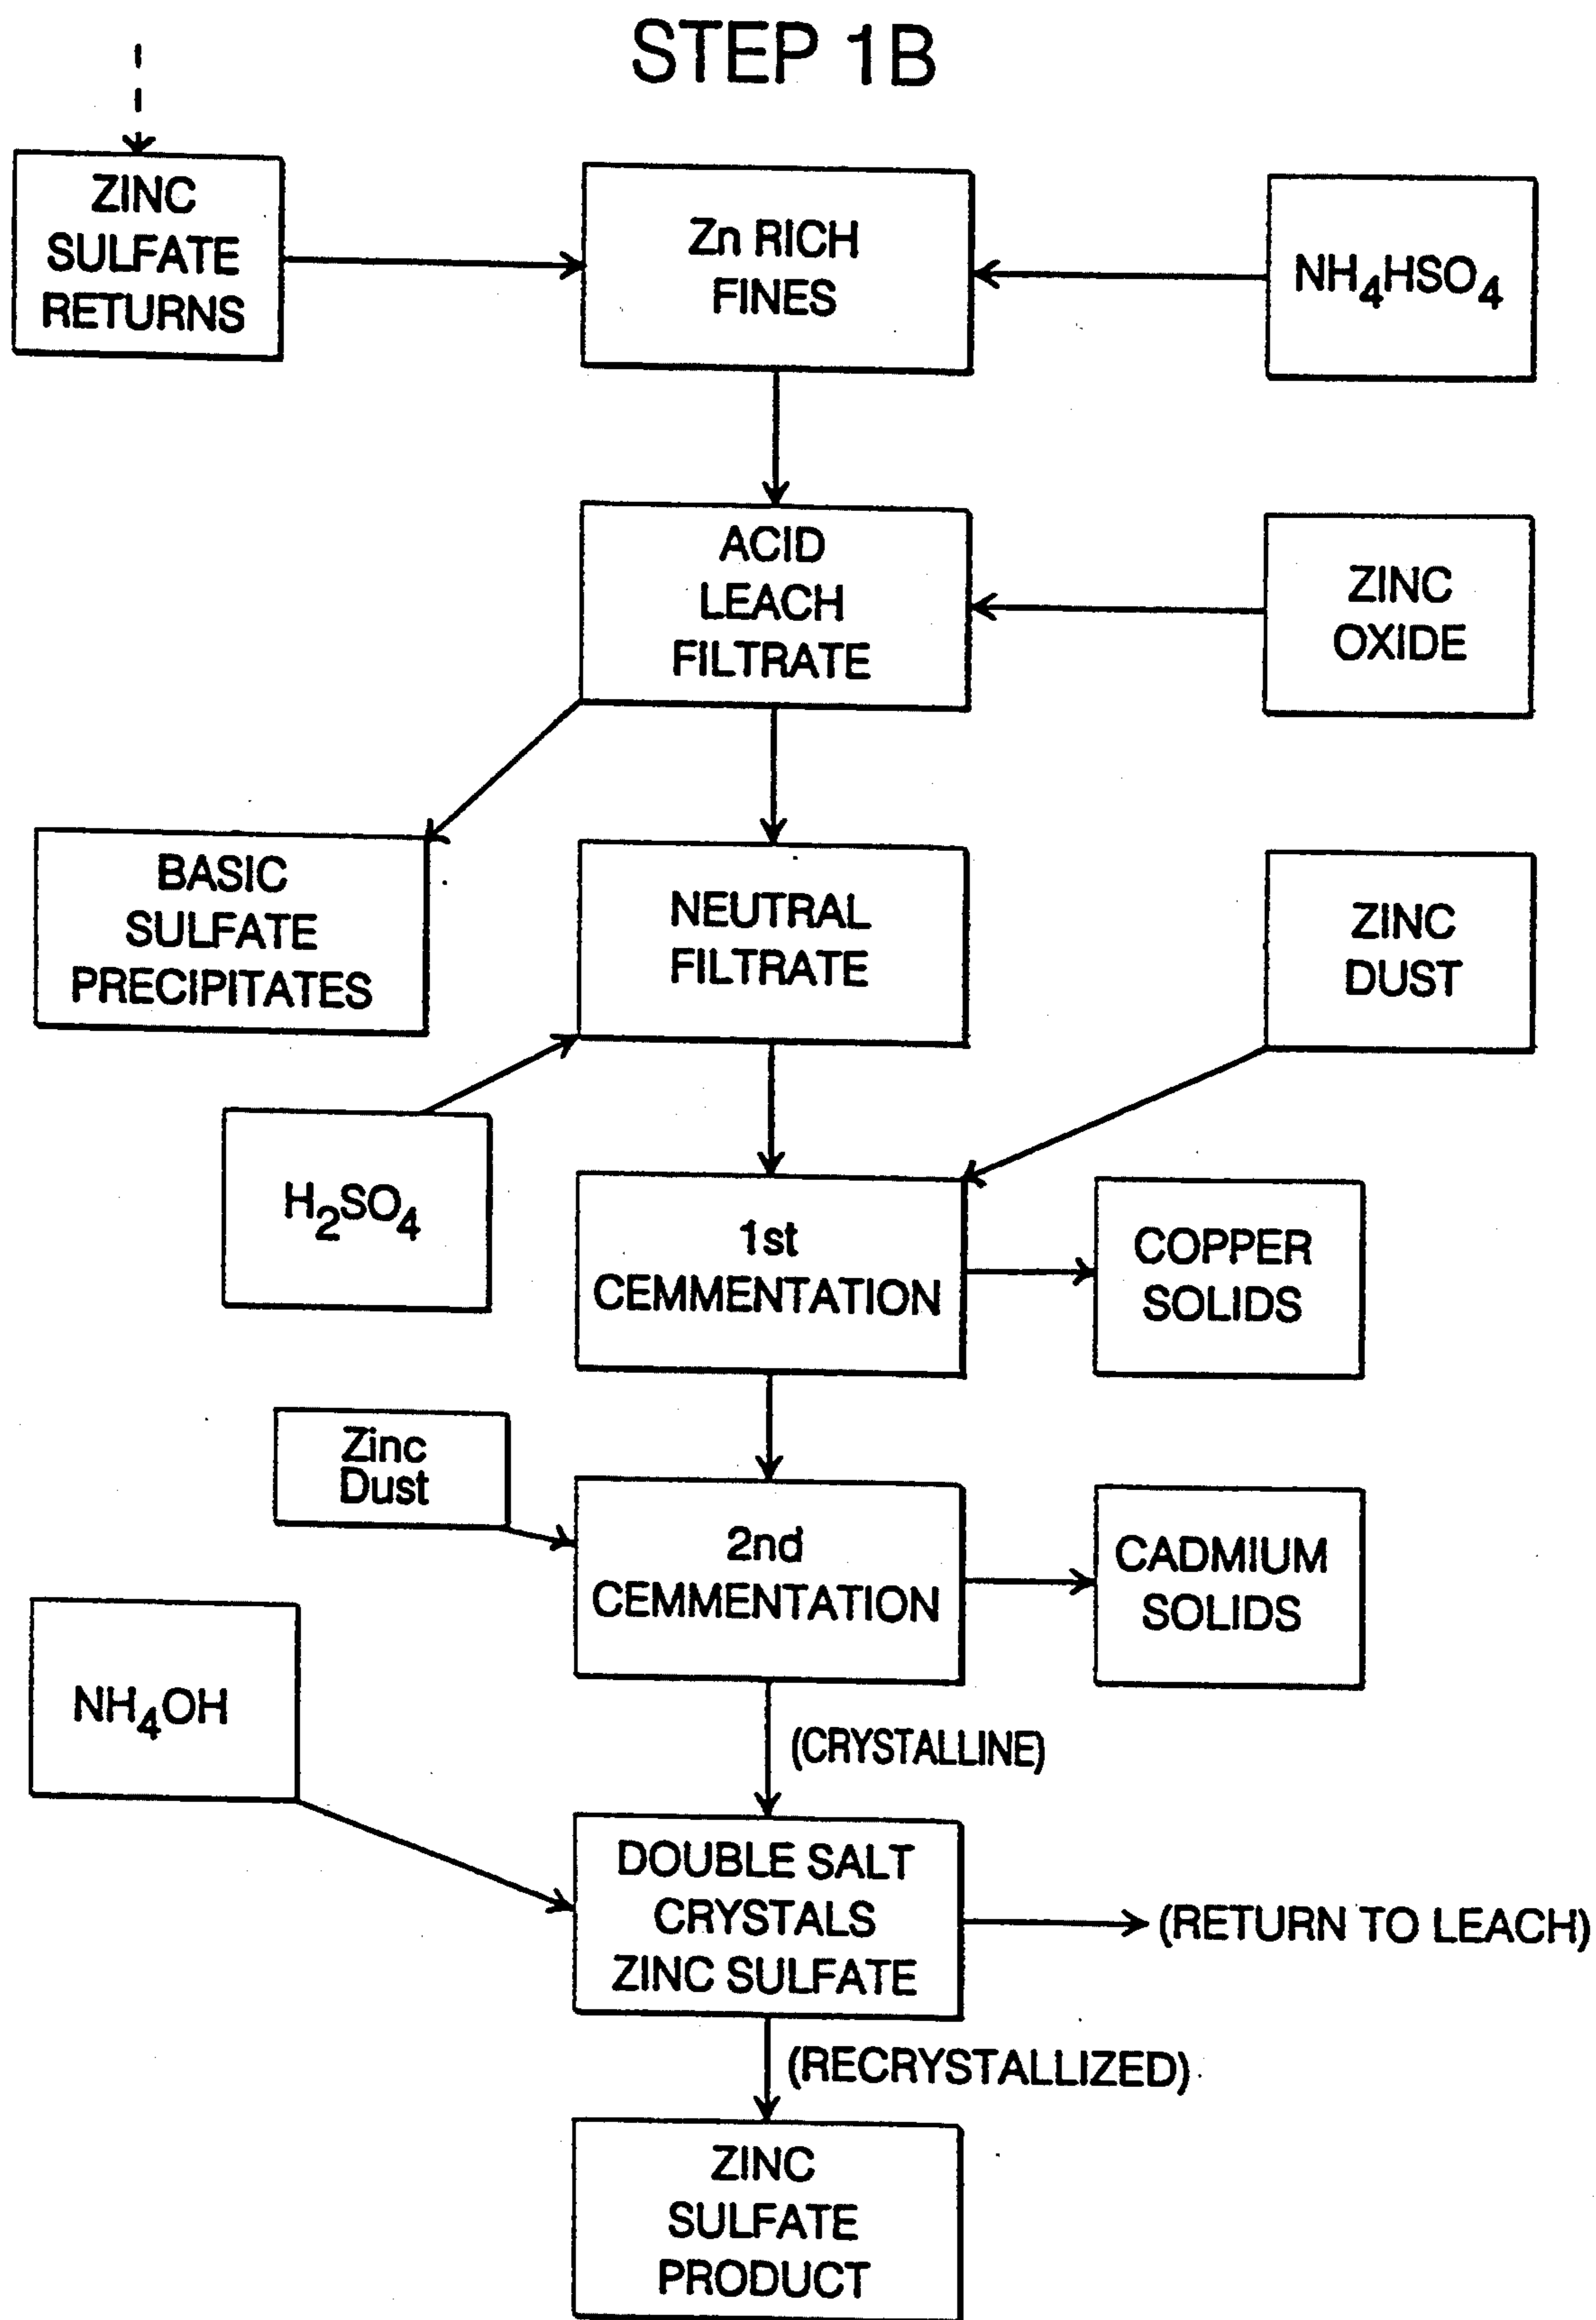 STEP 1B
ZINC
SULFATE
RETURNS
Zn RICH
FINES
NH4HSO4
ACID
LEACH
FILTRATE
ZINC
OXIDE
BASIC
SULFATE
PRECIPITATES
NEUTRAL
FILTRATE
ZINC
DUST
H2SO4
1st
CEMMENTATION
COPPER
SOLIDS
Zinc
Dust
2nd
CEMMENTATION
CADMIUM
SOLIDS
NH4OH
(CRYSTALLINE)
DOUBLE SALT
CRYSTALS
ZINC SULFATE
(RETURN TO LEACH)
(RECRYSTALLIZED)
ZINC
SULFATE
PRODUCT